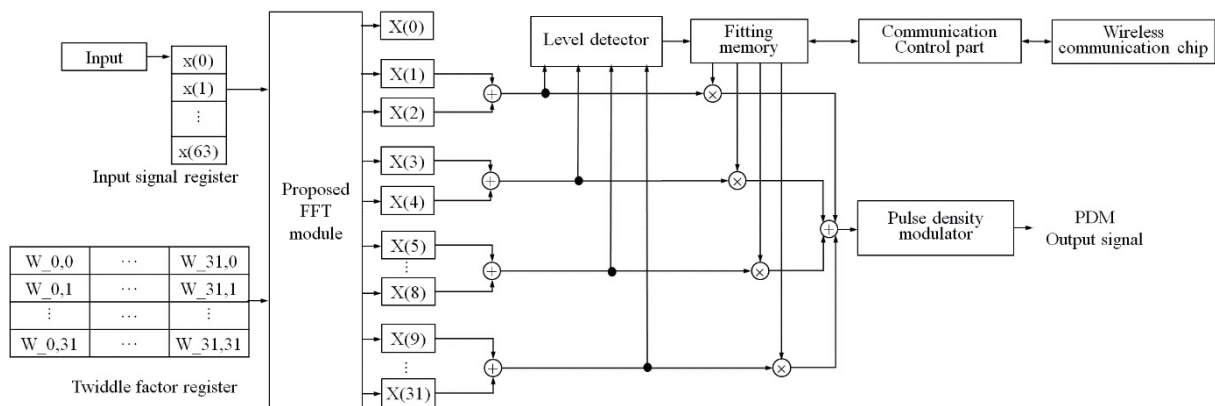 Input
x(0)
x(1)
⋮
x(63)
Input signal register
W_0,0 ⋯ W_31,0
W_0,1 ⋯ W_31,1
⋮ ⋯ ⋮
W_0,31 ⋯ W_31,31
Twiddle factor register
Proposed
FFT
module
X(0)
X(1)
X(2)
X(3)
X(4)
X(5)
⋮
X(8)
X(9)
⋮
X(31)
Level detector
Fitting
memory
Communication
Control part
Wireless
communication chip
Pulse density
modulator
PDM
Output signal